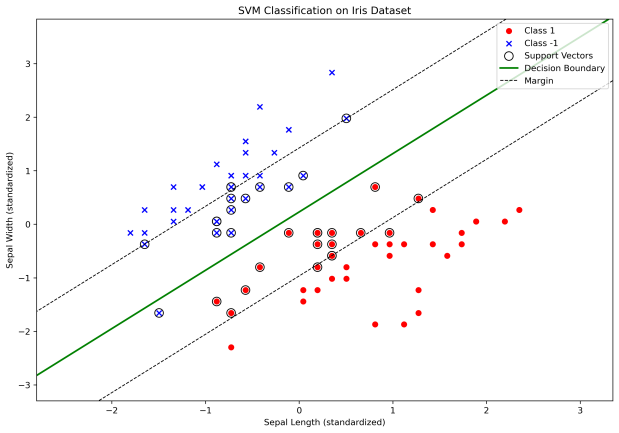 SVM Classification on Iris Dataset
Class 1
Class -1
Support Vectors
Decision Boundary
Margin
Sepal Width (standardized)
3
2
1
0
−1
−2
−3
−2
−1
0
1
2
3
Sepal Length (standardized)